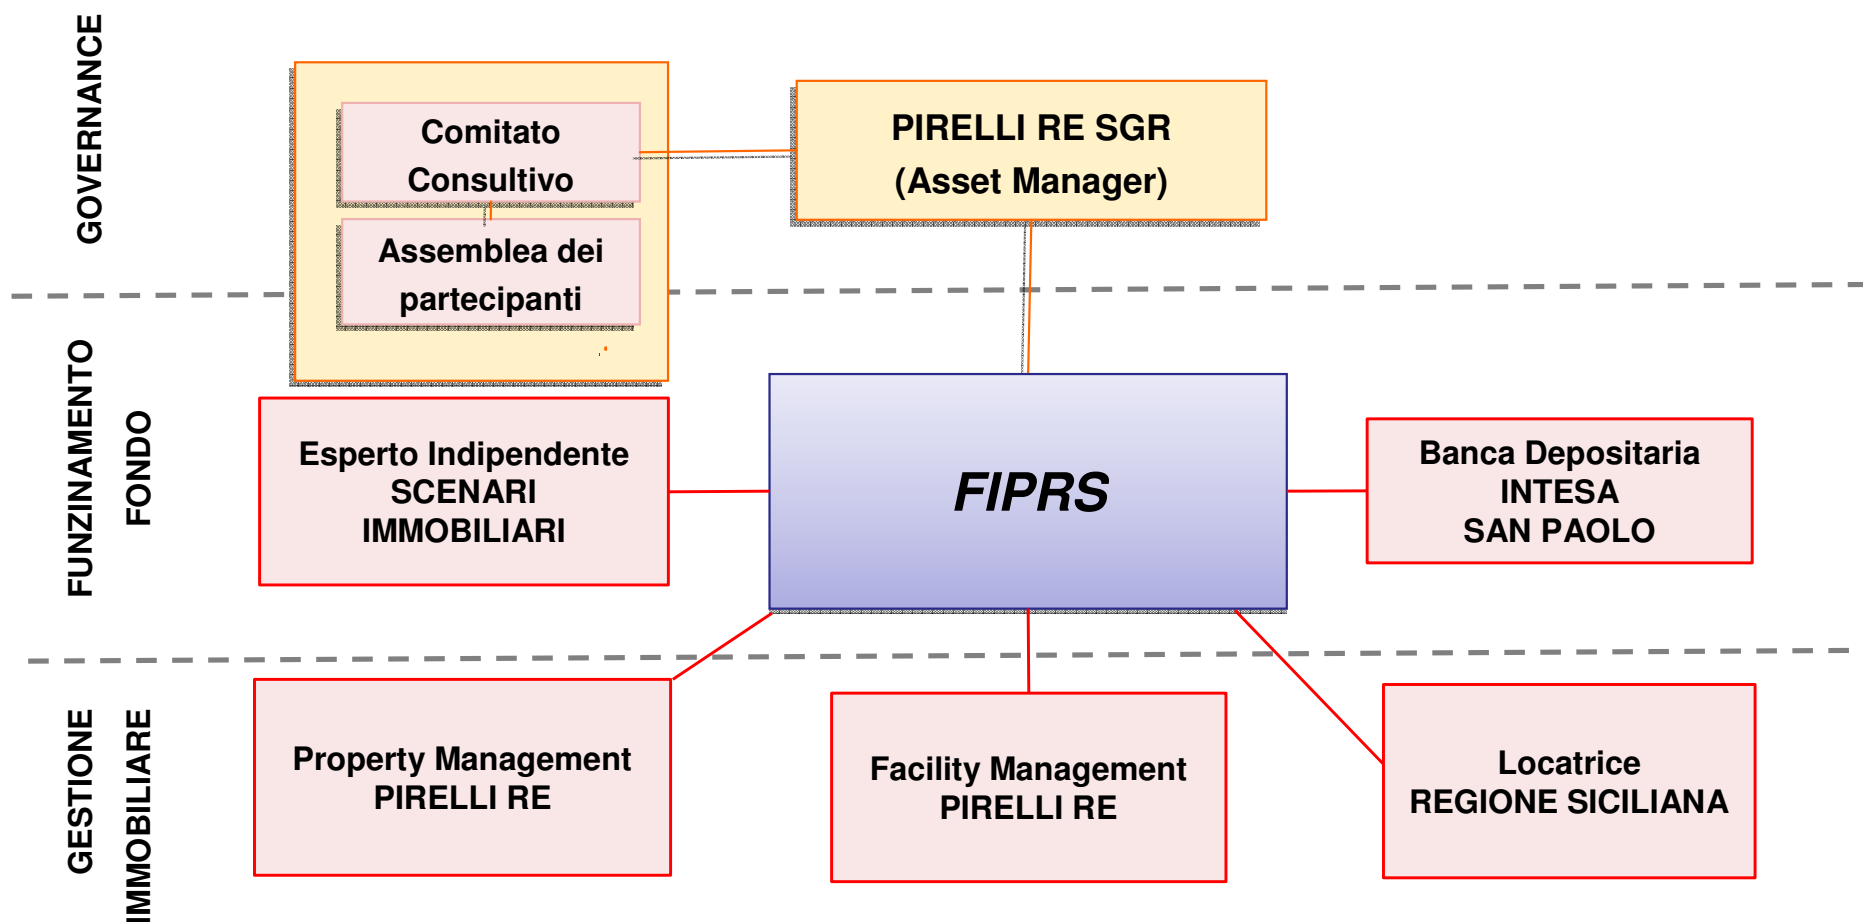 GOVERNANCE
Comitato
Consultivo
Assemblea dei
partecipanti
PIRELLI RE SGR
(Asset Manager)
FUNZINAMENTO
FONDO
Esperto Indipendente
SCENARI
IMMOBILIARI
FIPRS
Banca Depositaria
INTESA
SAN PAOLO
GESTIONE
IMMOBILIARE
Property Management
PIRELLI RE
Facility Management
PIRELLI RE
Locatrice
REGIONE SICILIANA